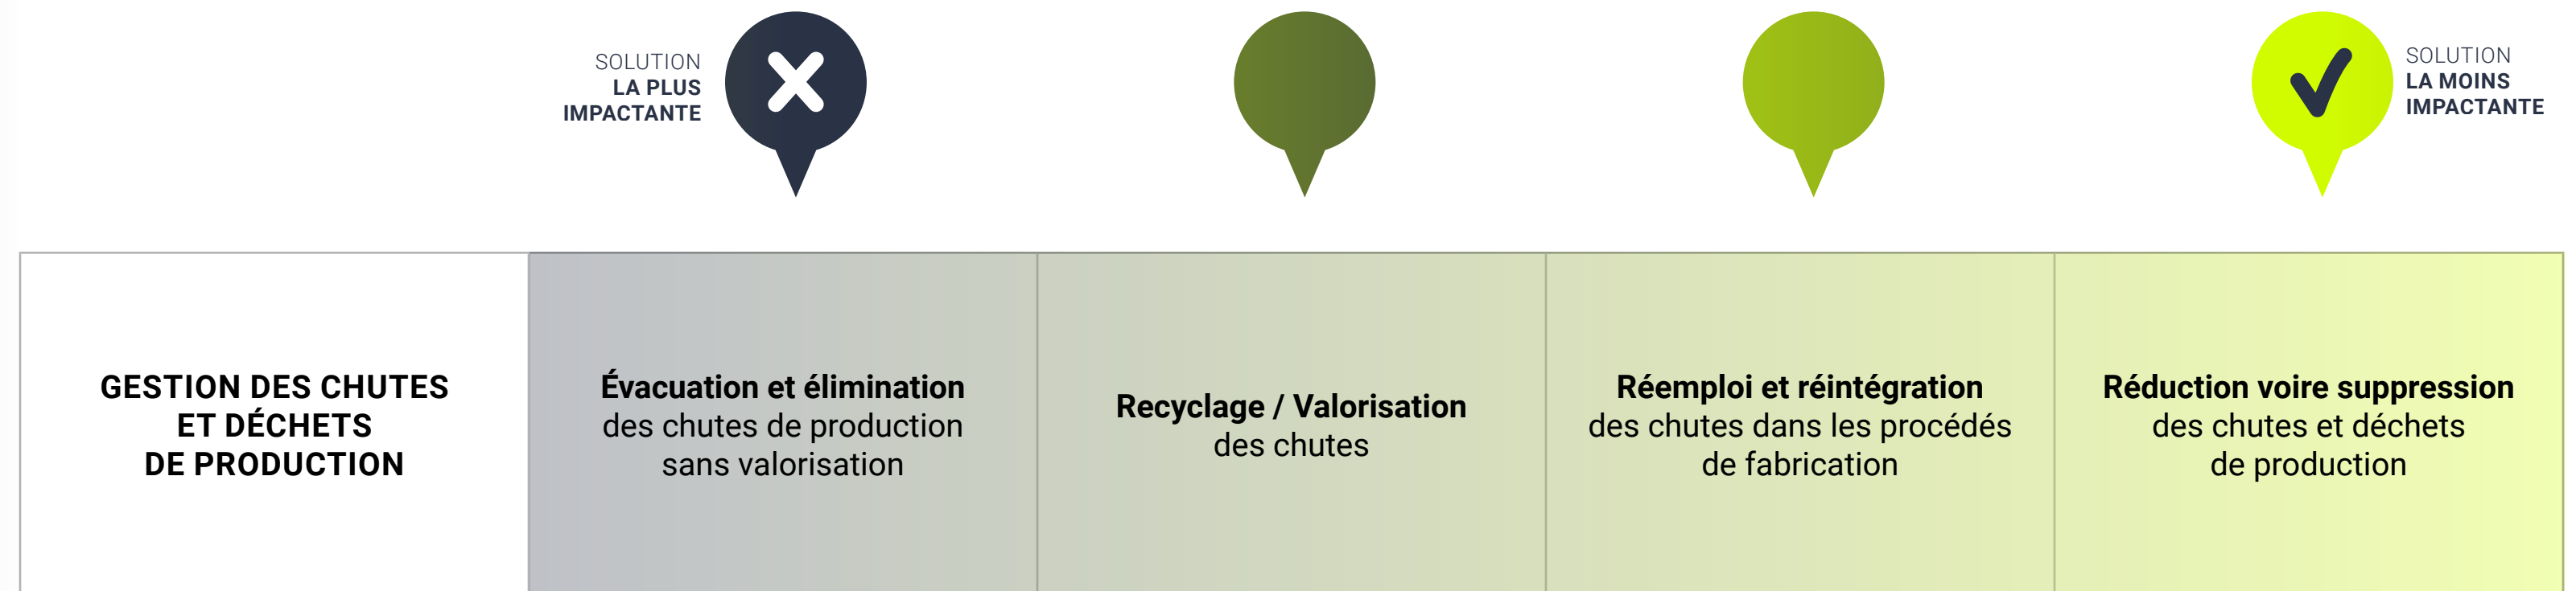 SOLUTION
LA PLUS
IMPACTANTE
SOLUTION
LA MOINS
IMPACTANTE
GESTION DES CHUTES
ET DÉCHETS
DE PRODUCTION
Évacuation et élimination
des chutes de production
sans valorisation
Recyclage / Valorisation
des chutes
Réemploi et réintégration
des chutes dans les procédés
de fabrication
Réduction voire suppression
des chutes et déchets
de production